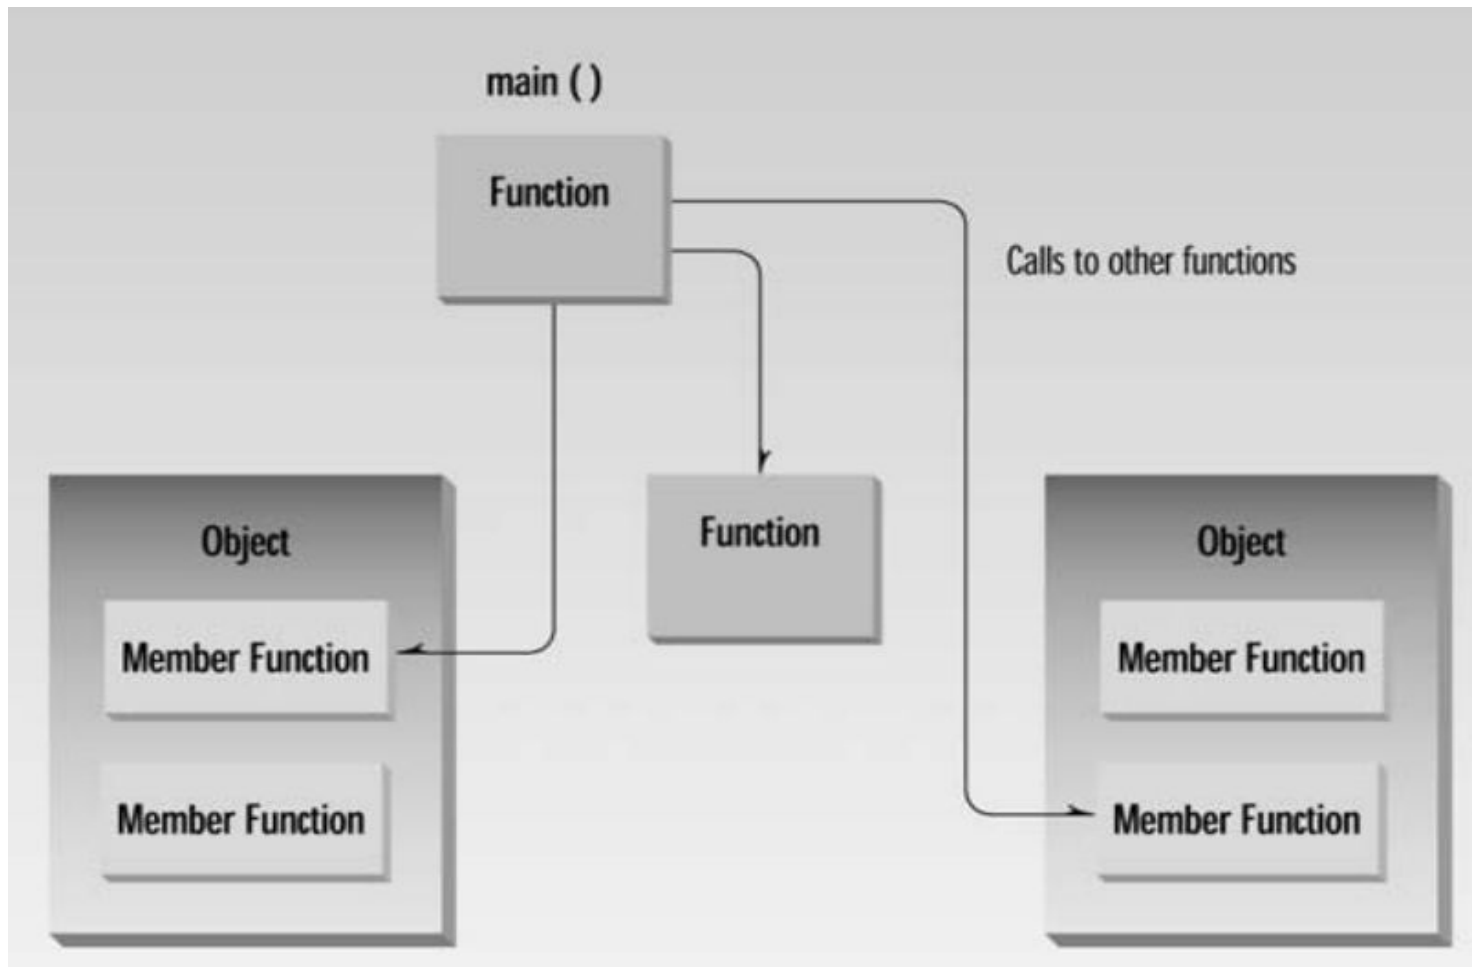 main ( )
Function
Calls to other functions
Function
Object
Member Function
Member Function
Object
Member Function
Member Function